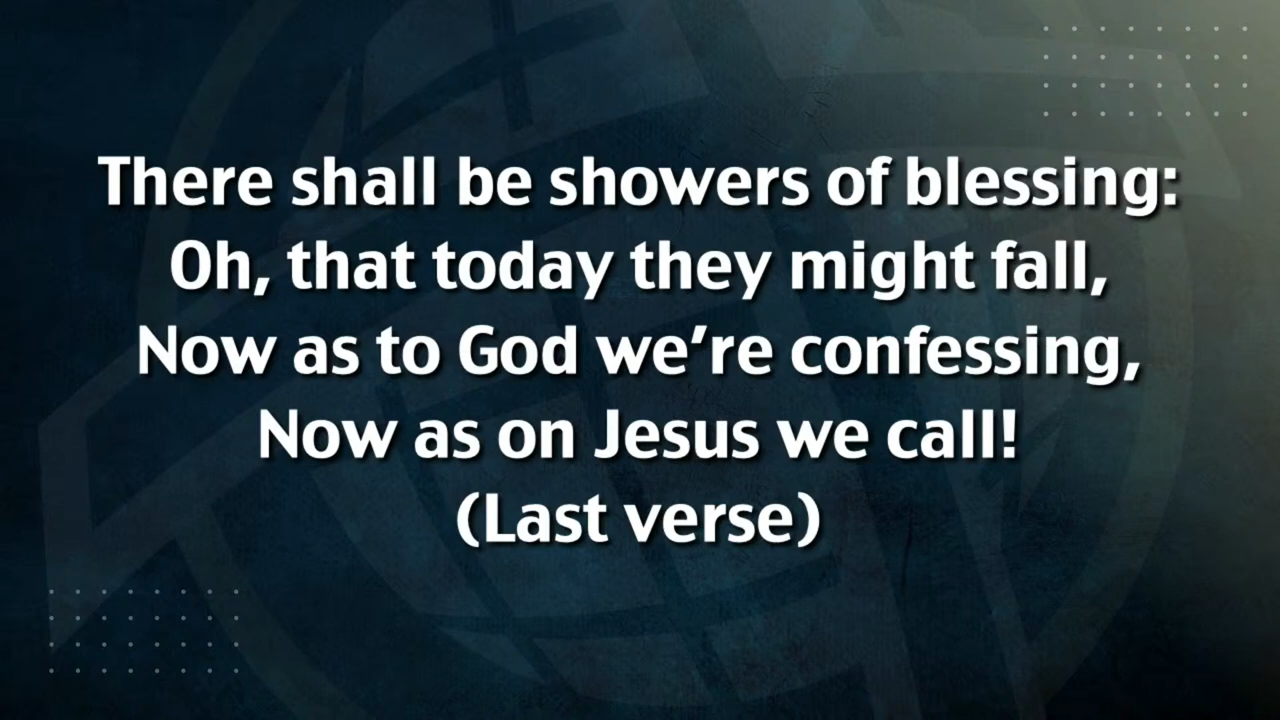 There shall be showers of blessing:
Oh, that today they might fall,
Now as to God we’re confessing,
Now as on Jesus we call!
(Last verse)